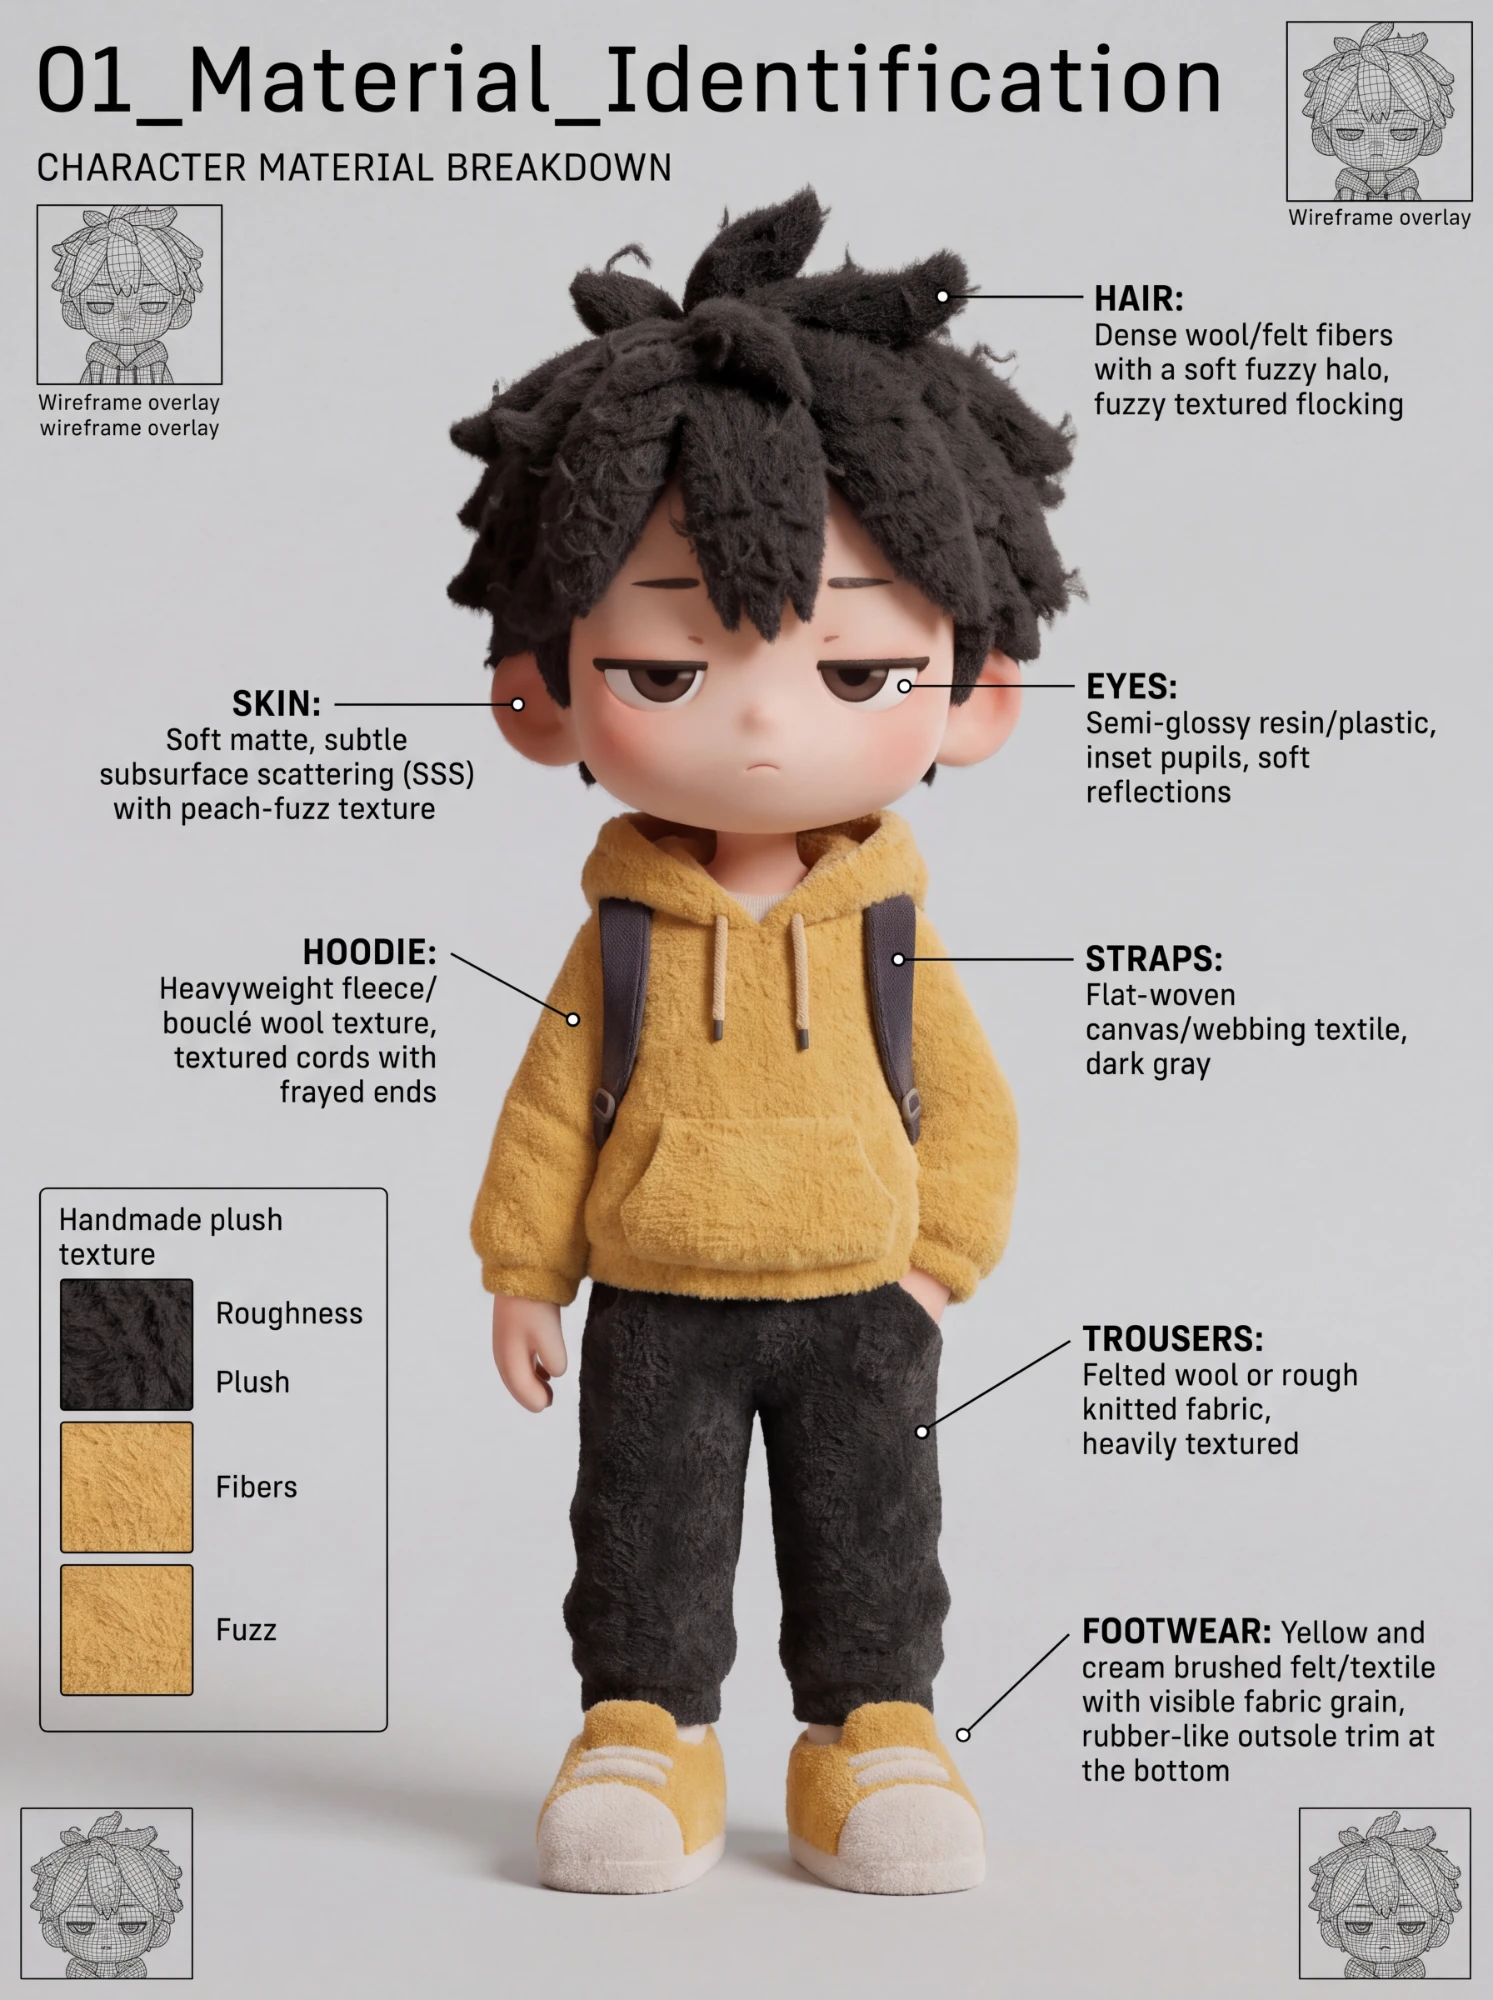 01_Material_Identification
CHARACTER MATERIAL BREAKDOWN
Wireframe overlay
Wireframe overlay
wireframe overlay
HAIR:
Dense wool/felt fibers
with a soft fuzzy halo,
fuzzy textured flocking
SKIN:
Soft matte, subtle
subsurface scattering (SSS)
with peach-fuzz texture
EYES:
Semi-glossy resin/plastic,
inset pupils, soft
reflections
HOODIE:
Heavyweight fleece/
bouclé wool texture,
textured cords with
frayed ends
STRAPS:
Flat-woven
canvas/webbing textile,
dark gray
Handmade plush
texture
Roughness
Plush
Fibers
Fuzz
TROUSERS:
Felted wool or rough
knitted fabric,
heavily textured
FOOTWEAR: Yellow and
cream brushed felt/textile
with visible fabric grain,
rubber-like outsole trim at
the bottom